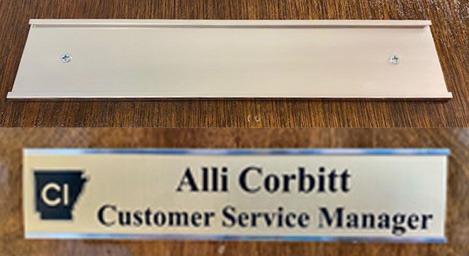 CI
Alli Corbitt
Customer Service Manager